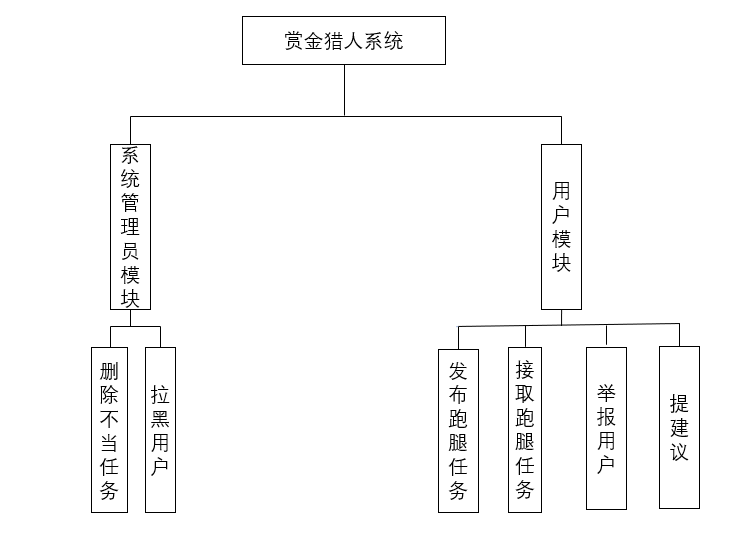 赏金猎人系统
系统管理员模块
用户模块
删除不当任务
拉黑用户
发布跑腿任务
接取跑腿任务
举报用户
提建议